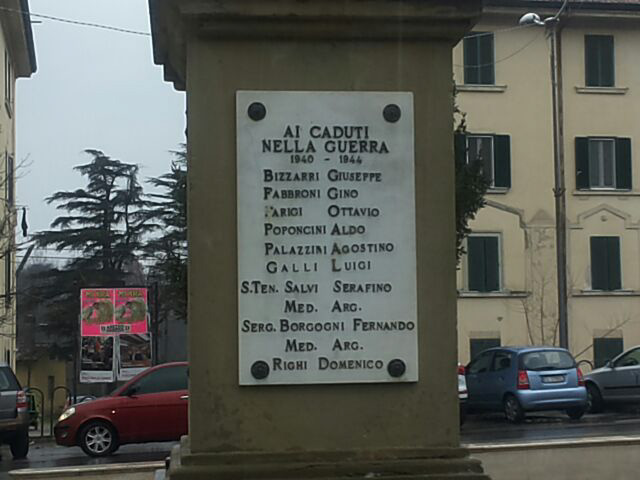 AI CADUTI
NELLA GUERRA
1940 - 1944
BIZZARRI GIUSEPPE
FABBRONI GINO
PARIGI OTTAVIO
POPONCINI ALDO
PALAZZINI AGOSTINO
GALLI LUIGI
S.TEN. SALVI SERAFINO
MED. ARG.
SERG. BORGOGNI FERNANDO
MED. ARG.
RIGHI DOMENICO